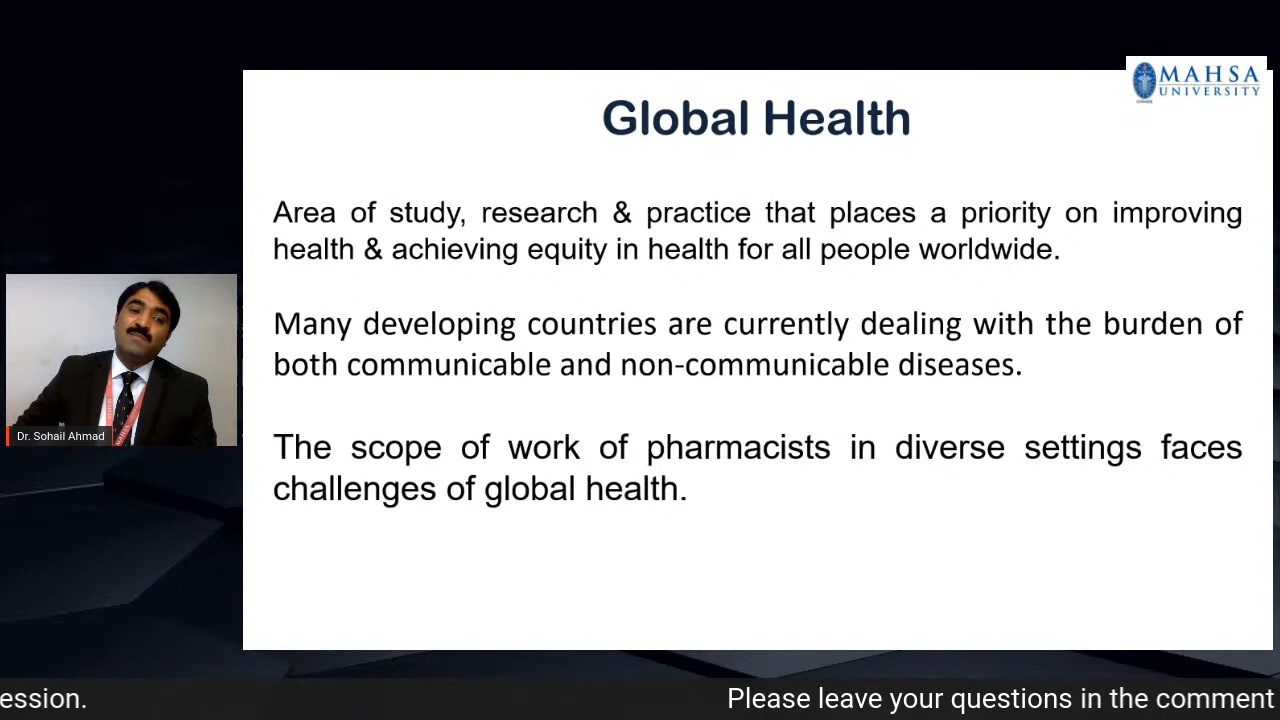 MAHSA
UNIVERSITY
Global Health
Area of study, research & practice that places a priority on improving
health & achieving equity in health for all people worldwide.
Many developing countries are currently dealing with the burden of
both communicable and non-communicable diseases.
The scope of work of pharmacists in diverse settings faces
challenges of global health.
Dr. Sohail Ahmad
ession.
Please leave your questions in the comment